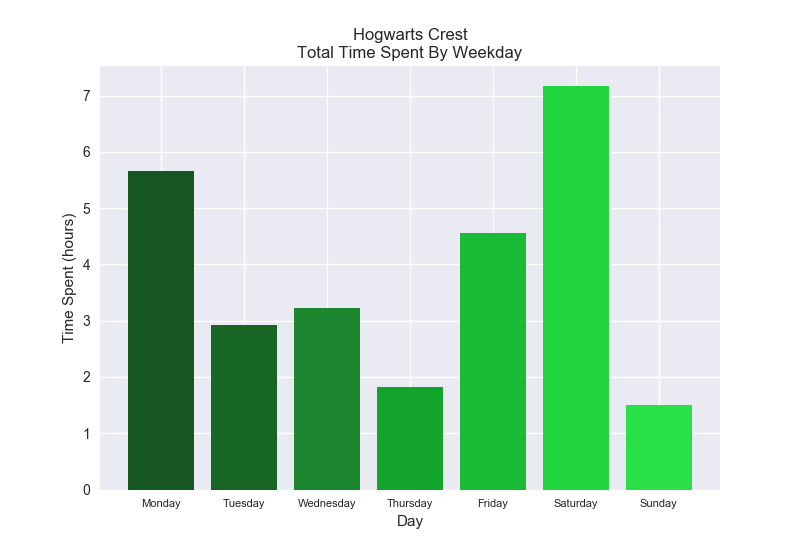 Hogwarts Crest
Total Time Spent By Weekday
Time Spent (hours)
7
6
5
4
3
2
1
0
Monday Tuesday Wednesday Thursday Friday Saturday Sunday
Day